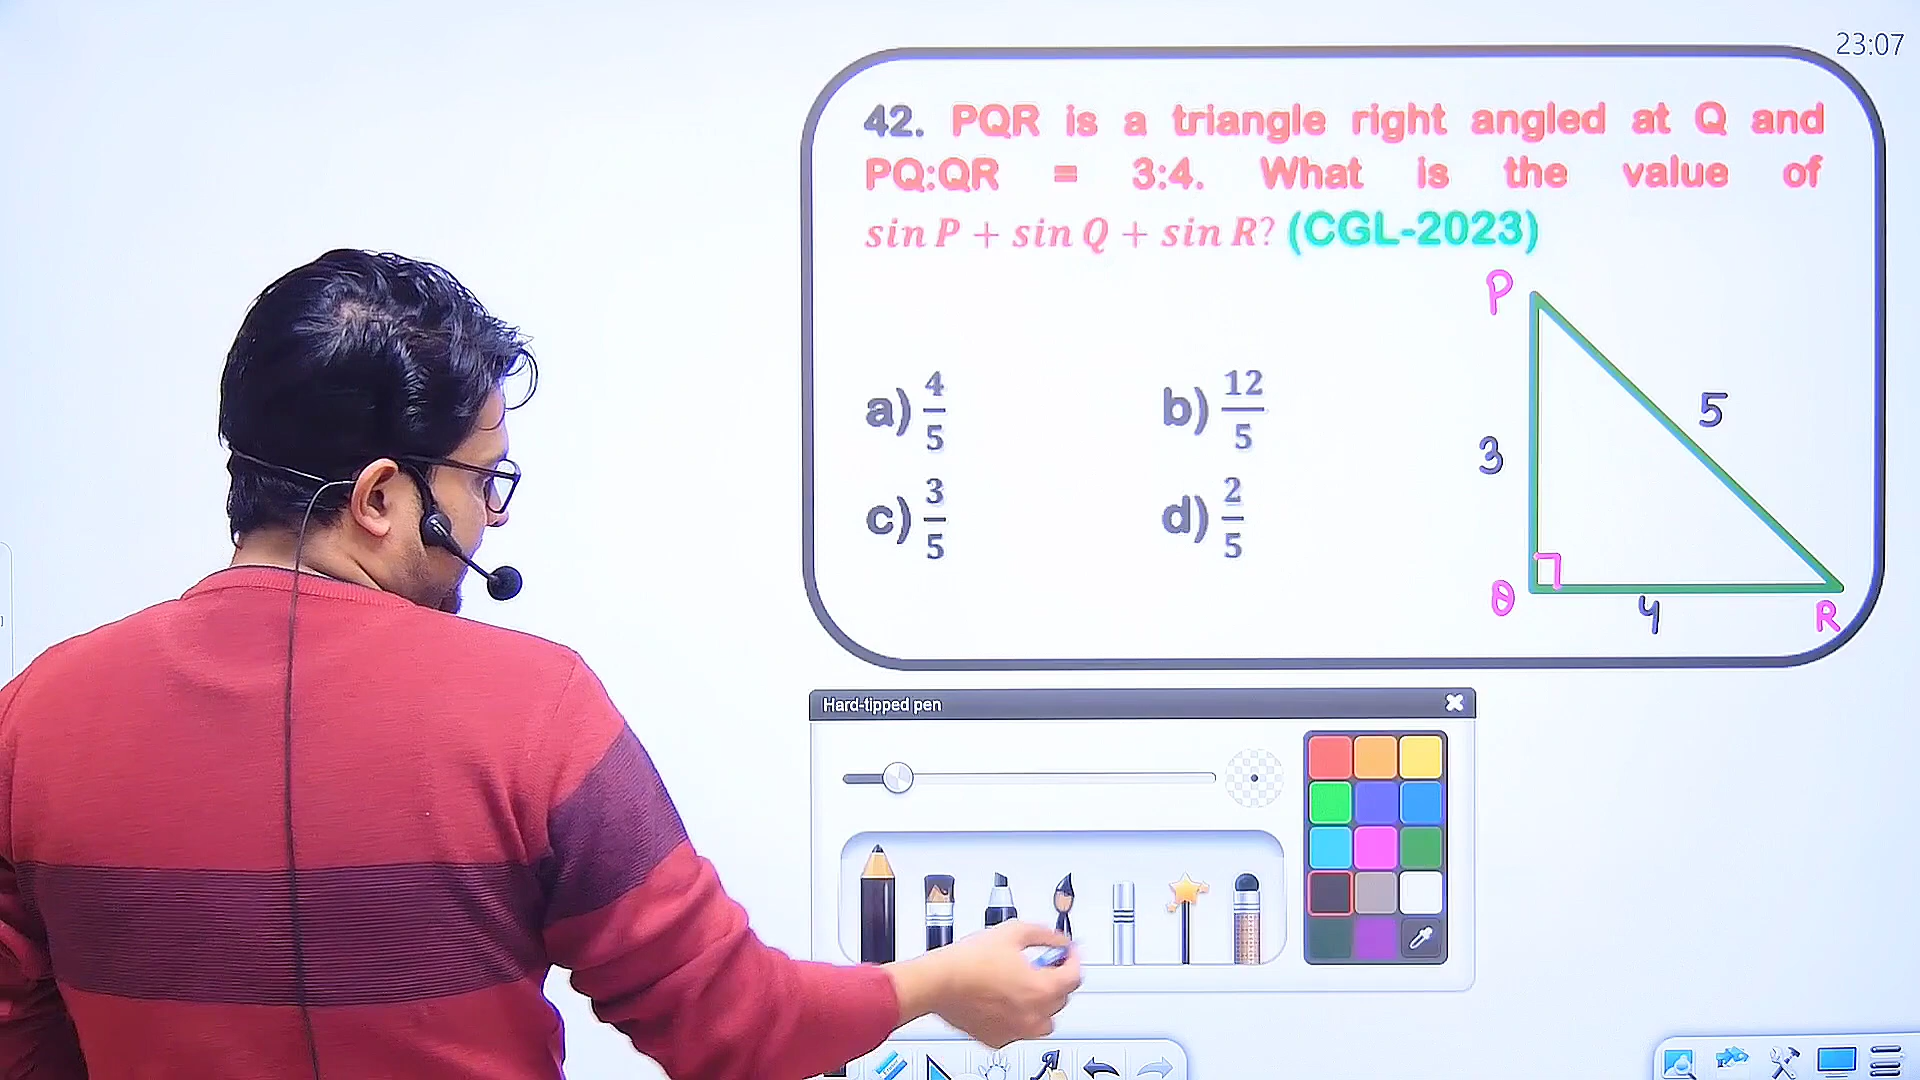 23:07
42. PQR is a triangle right angled at Q and
PQ:QR = 3:4. What is the value of
sin P + sin Q + sin R? (CGL-2023)
a) 4/5 b) 12/5
c) 3/5 d) 2/5
P
5
3
Q
4
R
Hard-tipped pen